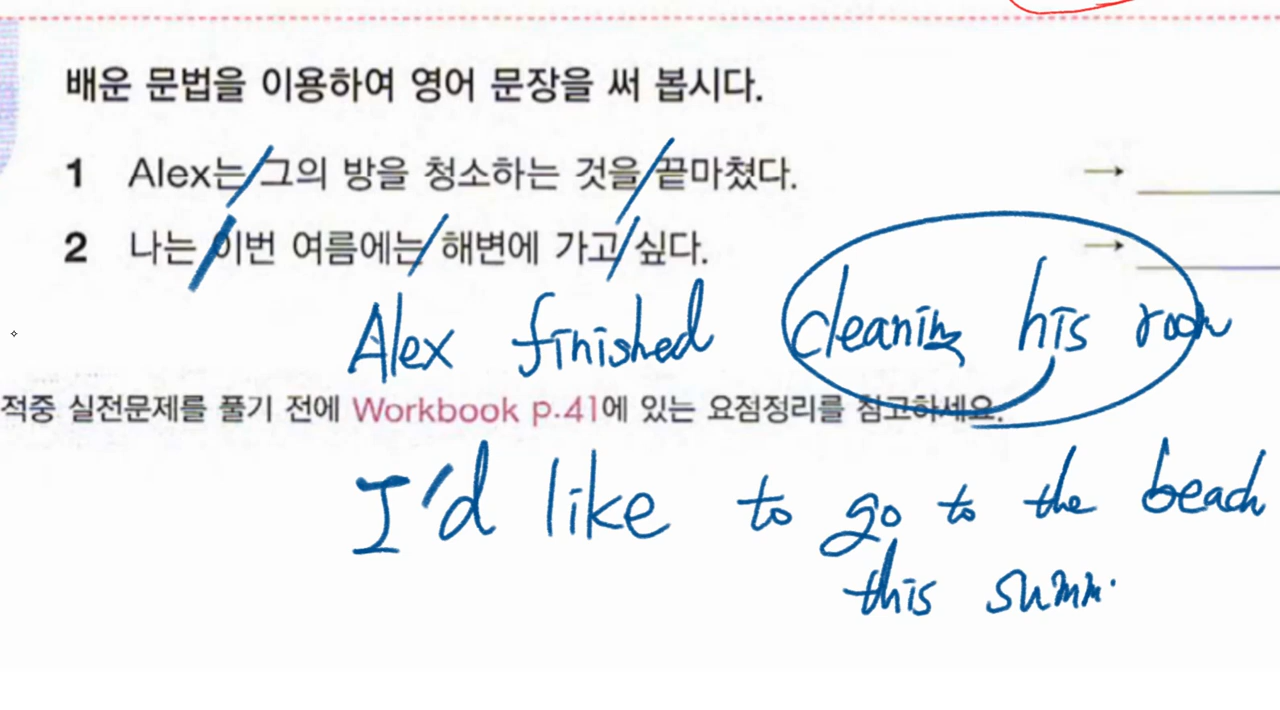 배운 문법을 이용하여 영어 문장을 써 봅시다.
1 Alex는 그의 방을 청소하는 것을 끝마쳤다. →
2 나는 이번 여름에는 해변에 가고 싶다. →
Alex finished cleaning his room
적중 실전문제를 풀기 전에 Workbook p.41에 있는 요점정리를 참고하세요.
I'd like to go to the beach
this summ